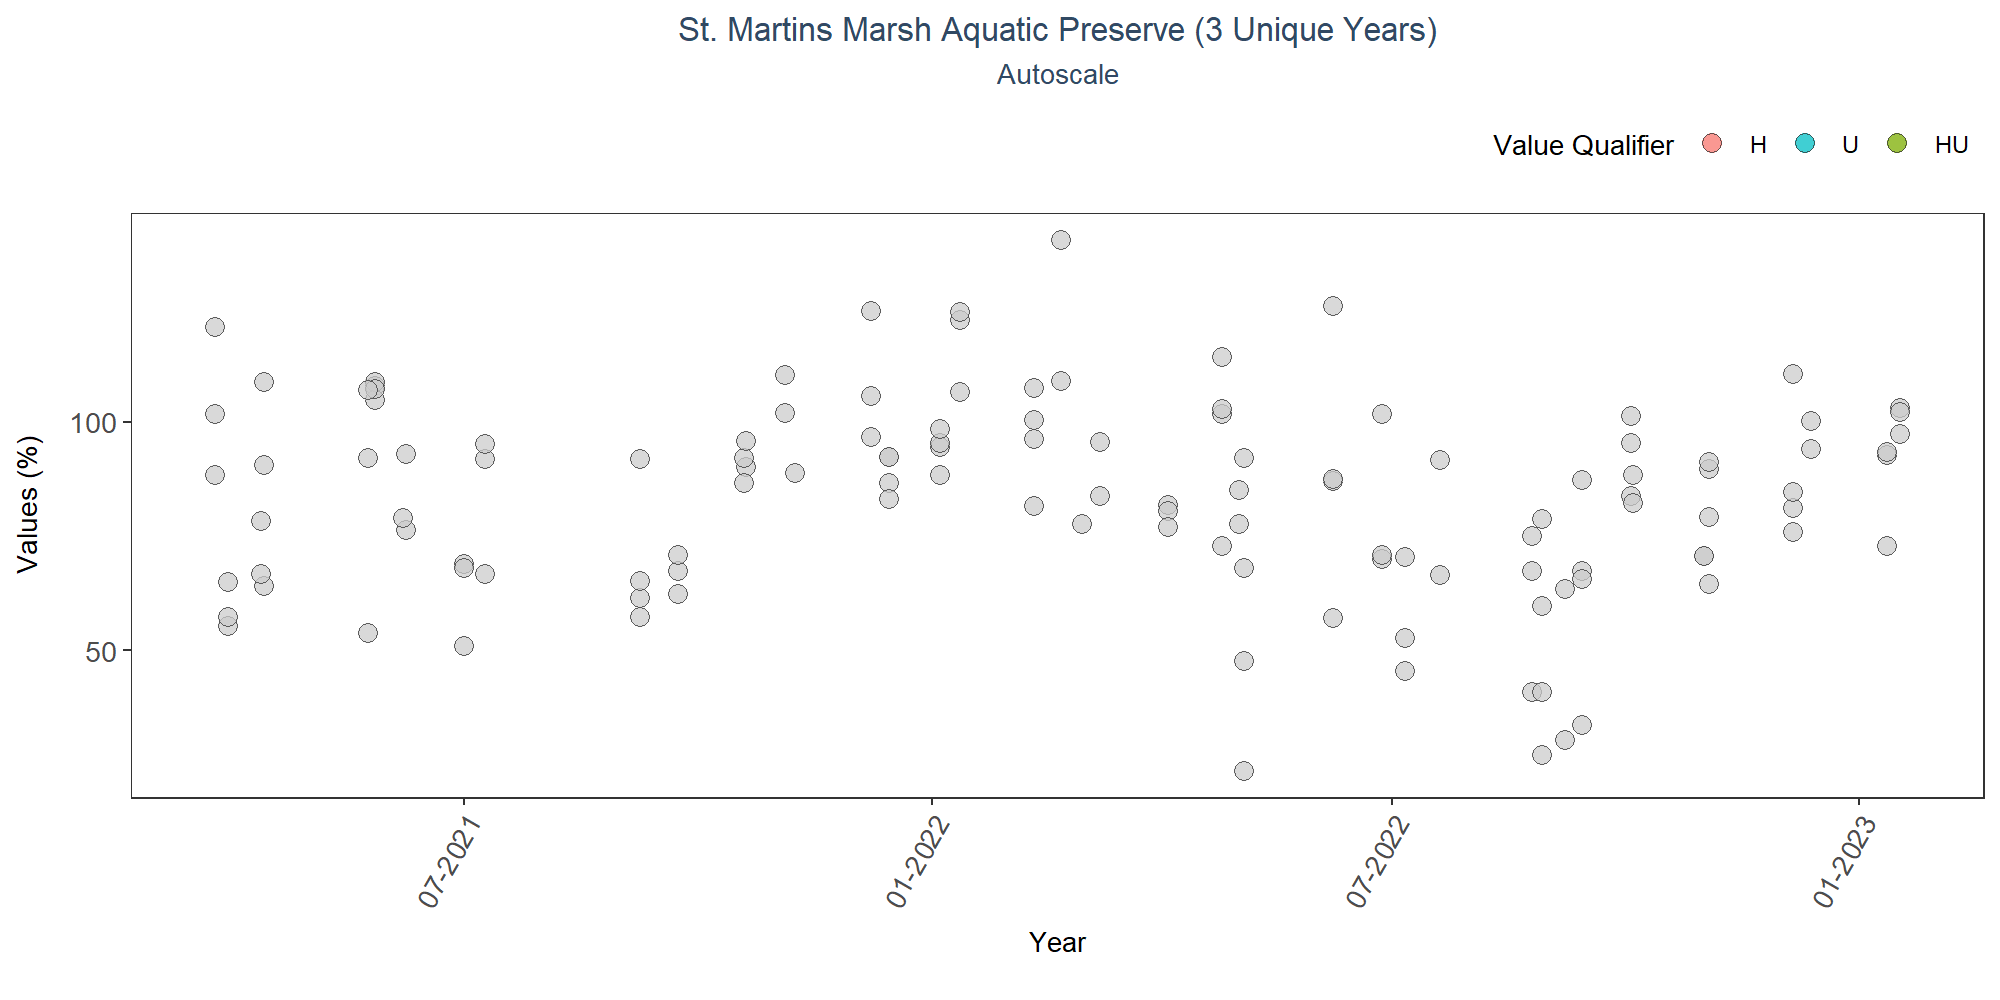 St. Martins Marsh Aquatic Preserve (3 Unique Years)
Autoscale
Value Qualifier H U HU
Values (%)
100
50
07-2021
01-2022
07-2022
01-2023
Year